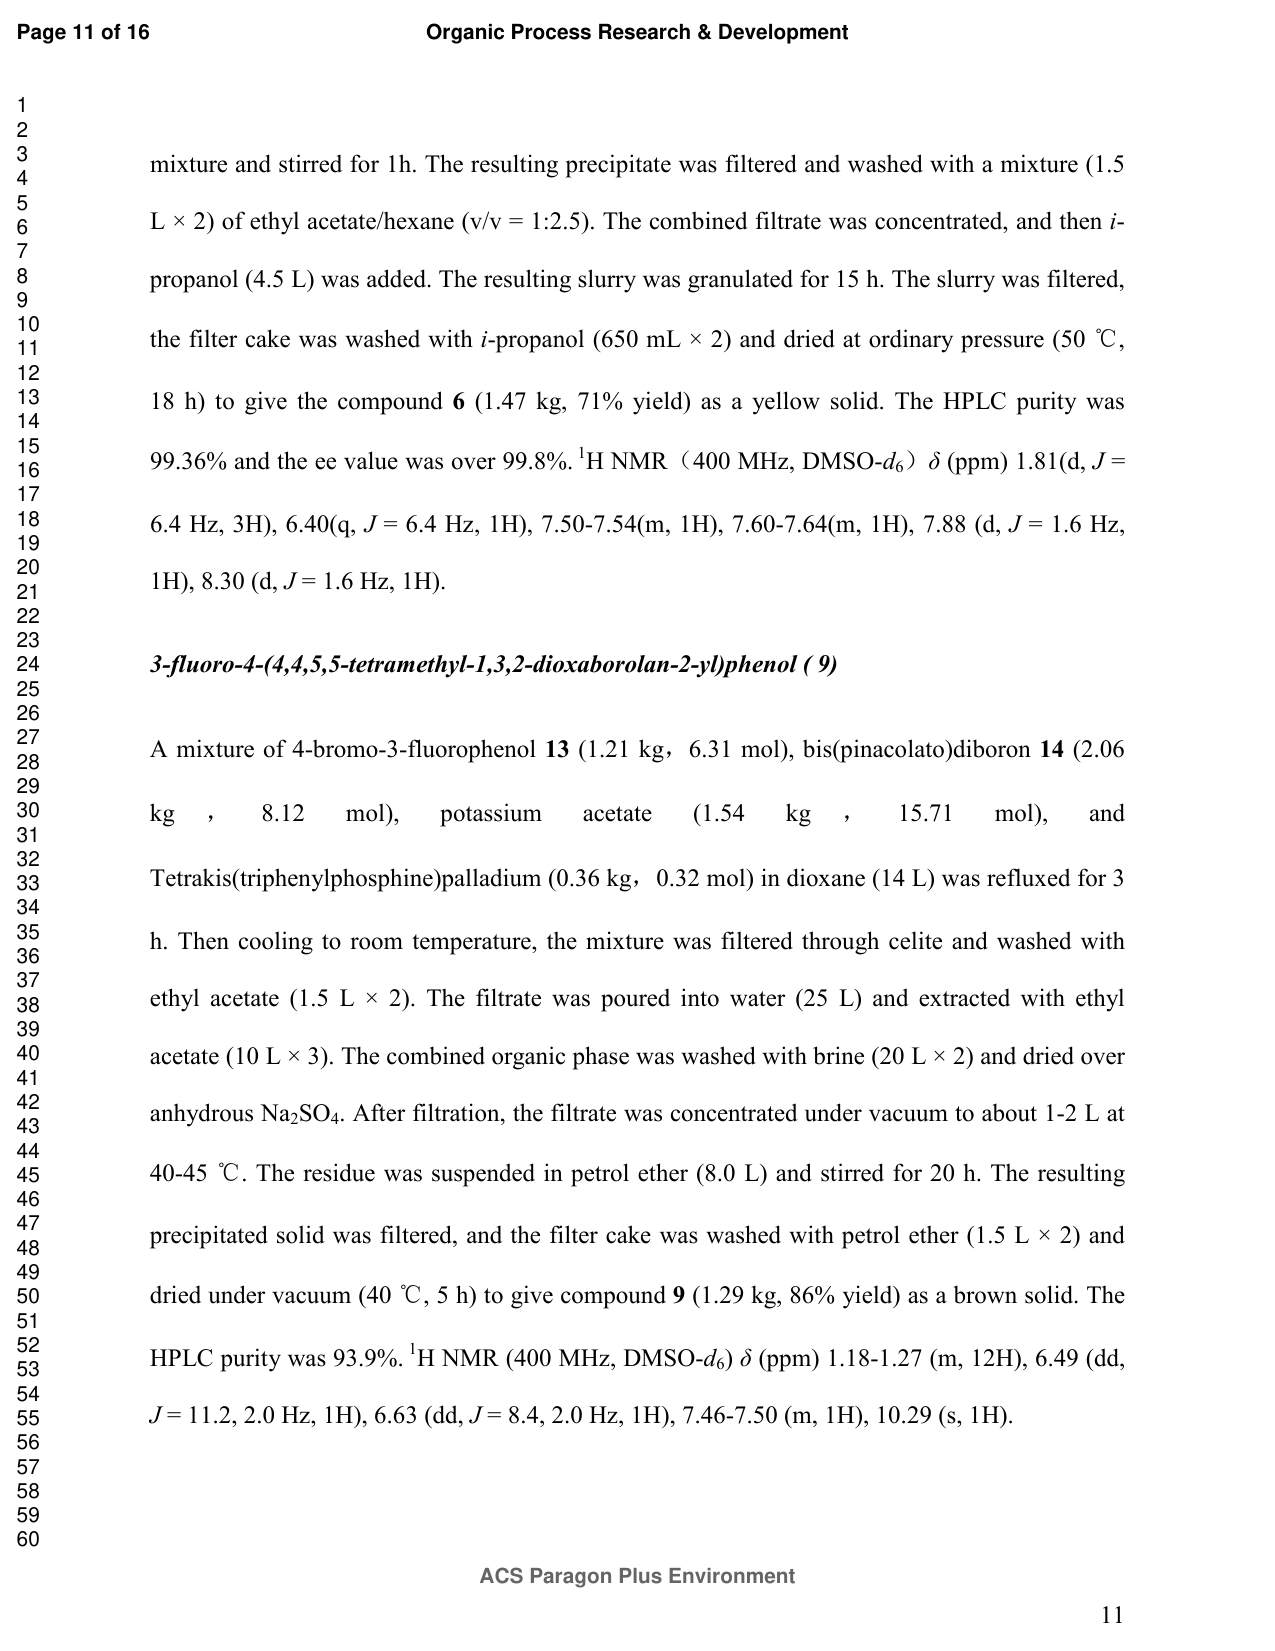 Page 11 of 16
Organic Process Research & Development
1
2
3
4
5
6
7
8
9
10
11
12
13
14
15
16
17
18
19
20
21
22
23
24
25
26
27
28
29
30
31
32
33
34
35
36
37
38
39
40
41
42
43
44
45
46
47
48
49
50
51
52
53
54
55
56
57
58
59
60
mixture and stirred for 1h. The resulting precipitate was filtered and washed with a mixture (1.5
L × 2) of ethyl acetate/hexane (v/v = 1:2.5). The combined filtrate was concentrated, and then i-
propanol (4.5 L) was added. The resulting slurry was granulated for 15 h. The slurry was filtered,
the filter cake was washed with i-propanol (650 mL × 2) and dried at ordinary pressure (50 ℃,
18 h) to give the compound 6 (1.47 kg, 71% yield) as a yellow solid. The HPLC purity was
99.36% and the ee value was over 99.8%. ¹H NMR（400 MHz, DMSO-d₆）δ (ppm) 1.81(d, J =
6.4 Hz, 3H), 6.40(q, J = 6.4 Hz, 1H), 7.50-7.54(m, 1H), 7.60-7.64(m, 1H), 7.88 (d, J = 1.6 Hz,
1H), 8.30 (d, J = 1.6 Hz, 1H).
3-fluoro-4-(4,4,5,5-tetramethyl-1,3,2-dioxaborolan-2-yl)phenol ( 9)
A mixture of 4-bromo-3-fluorophenol 13 (1.21 kg，6.31 mol), bis(pinacolato)diboron 14 (2.06
kg ， 8.12 mol), potassium acetate (1.54 kg ， 15.71 mol), and
Tetrakis(triphenylphosphine)palladium (0.36 kg，0.32 mol) in dioxane (14 L) was refluxed for 3
h. Then cooling to room temperature, the mixture was filtered through celite and washed with
ethyl acetate (1.5 L × 2). The filtrate was poured into water (25 L) and extracted with ethyl
acetate (10 L × 3). The combined organic phase was washed with brine (20 L × 2) and dried over
anhydrous Na₂SO₄. After filtration, the filtrate was concentrated under vacuum to about 1-2 L at
40-45 ℃. The residue was suspended in petrol ether (8.0 L) and stirred for 20 h. The resulting
precipitated solid was filtered, and the filter cake was washed with petrol ether (1.5 L × 2) and
dried under vacuum (40 ℃, 5 h) to give compound 9 (1.29 kg, 86% yield) as a brown solid. The
HPLC purity was 93.9%. ¹H NMR (400 MHz, DMSO-d₆) δ (ppm) 1.18-1.27 (m, 12H), 6.49 (dd,
J = 11.2, 2.0 Hz, 1H), 6.63 (dd, J = 8.4, 2.0 Hz, 1H), 7.46-7.50 (m, 1H), 10.29 (s, 1H).
ACS Paragon Plus Environment
11